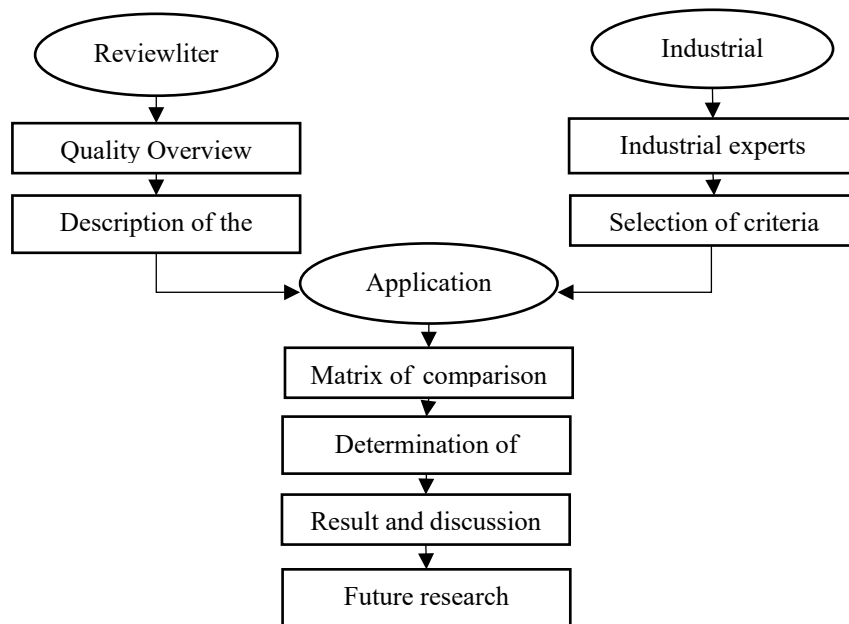 Reviewliter
Industrial
Quality Overview
Industrial experts
Description of the
Selection of criteria
Application
Matrix of comparison
Determination of
Result and discussion
Future research